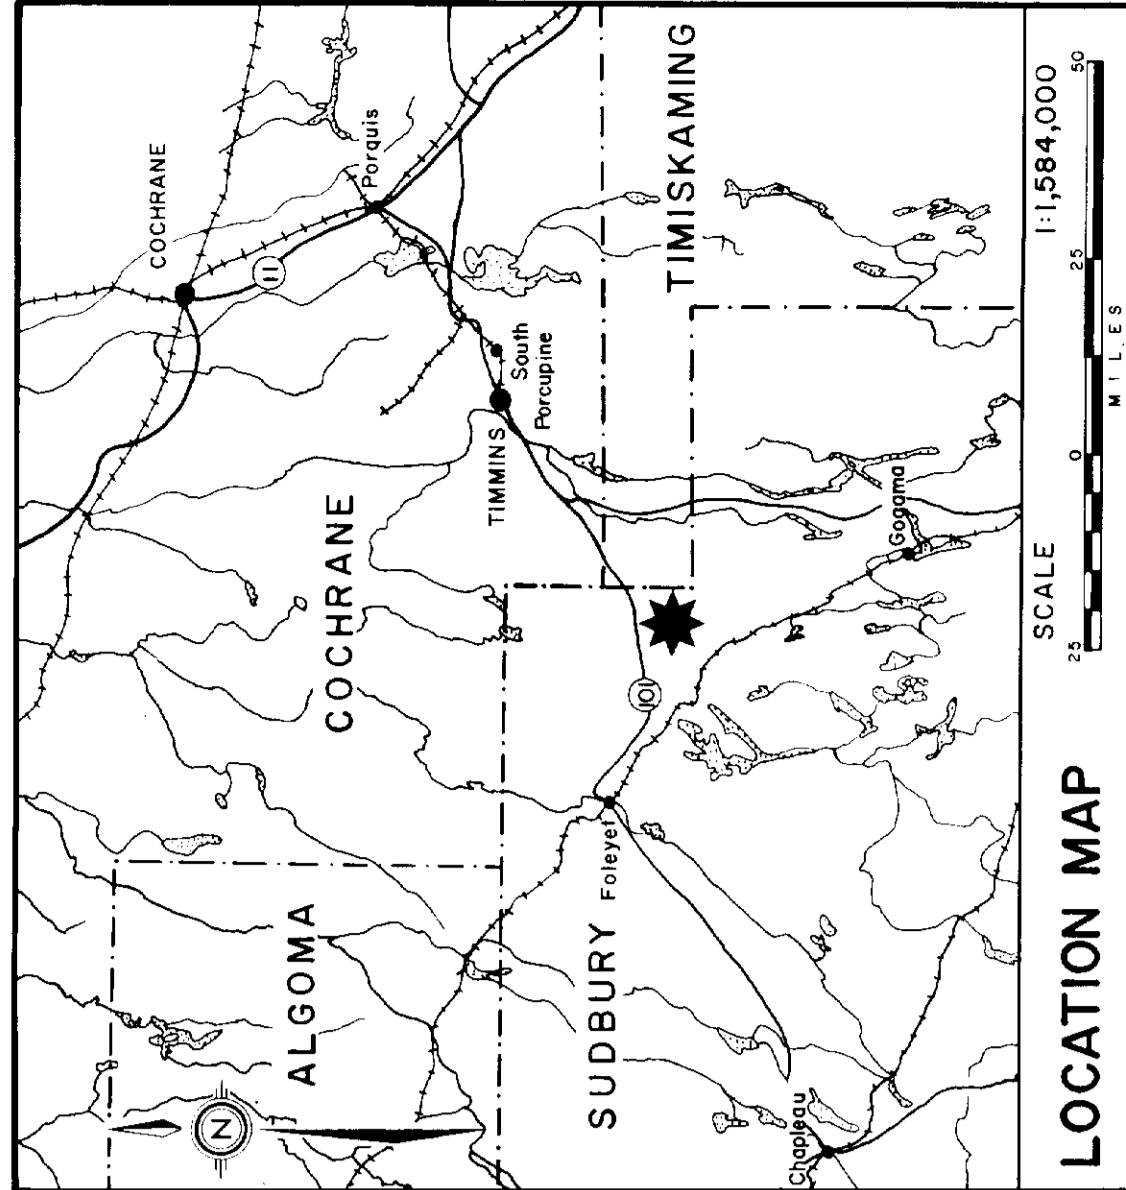 COCHRANE
Porquis
11
TIMISKAMING
South
Porcupine
TIMMINS
COCHRANE
Gogama
101
Foleyet
ALGOMA
SUDBURY
Chapleau
N
LOCATION MAP
SCALE 1:1,584,000
25 0 25 50
MILES